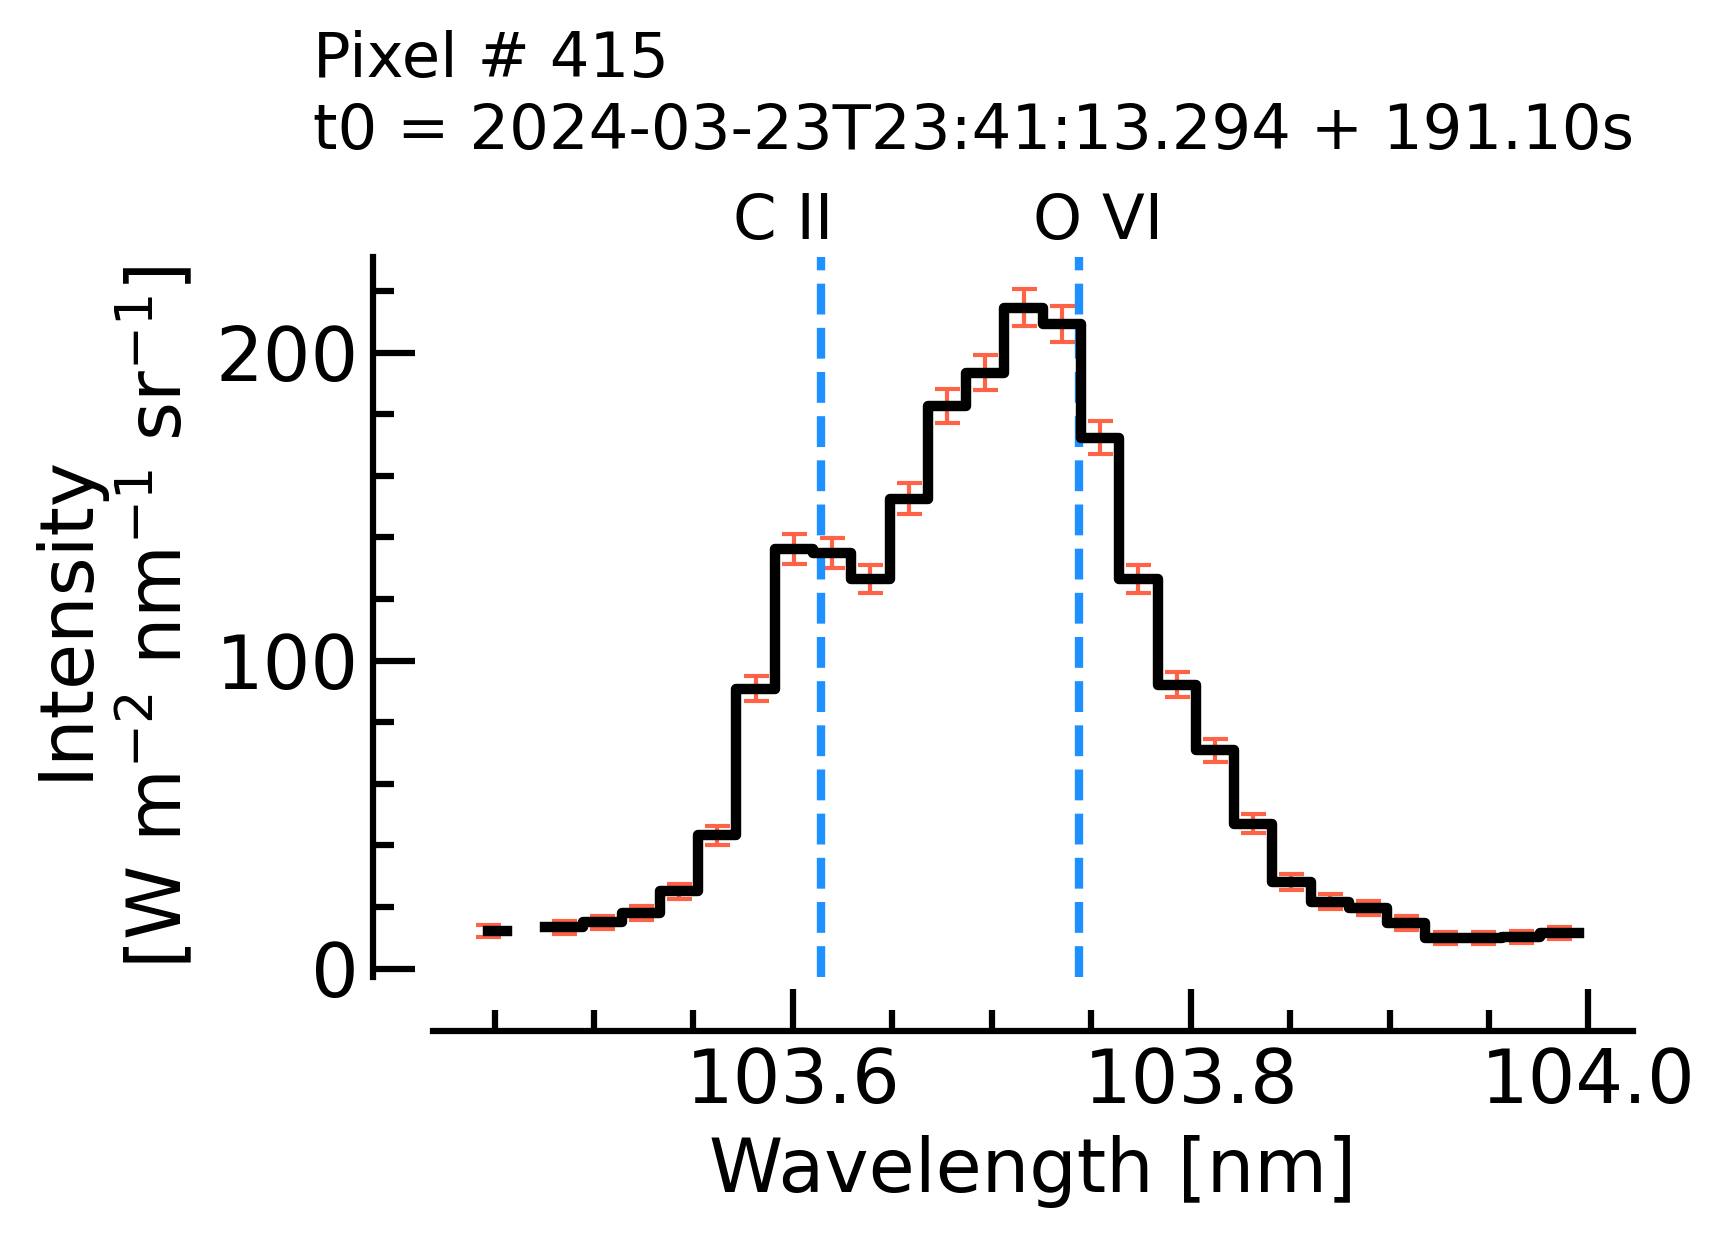 Pixel # 415
t0 = 2024-03-23T23:41:13.294 + 191.10s
C II
O VI
Intensity
[W m⁻² nm⁻¹ sr⁻¹]
200
100
0
103.6
103.8
104.0
Wavelength [nm]